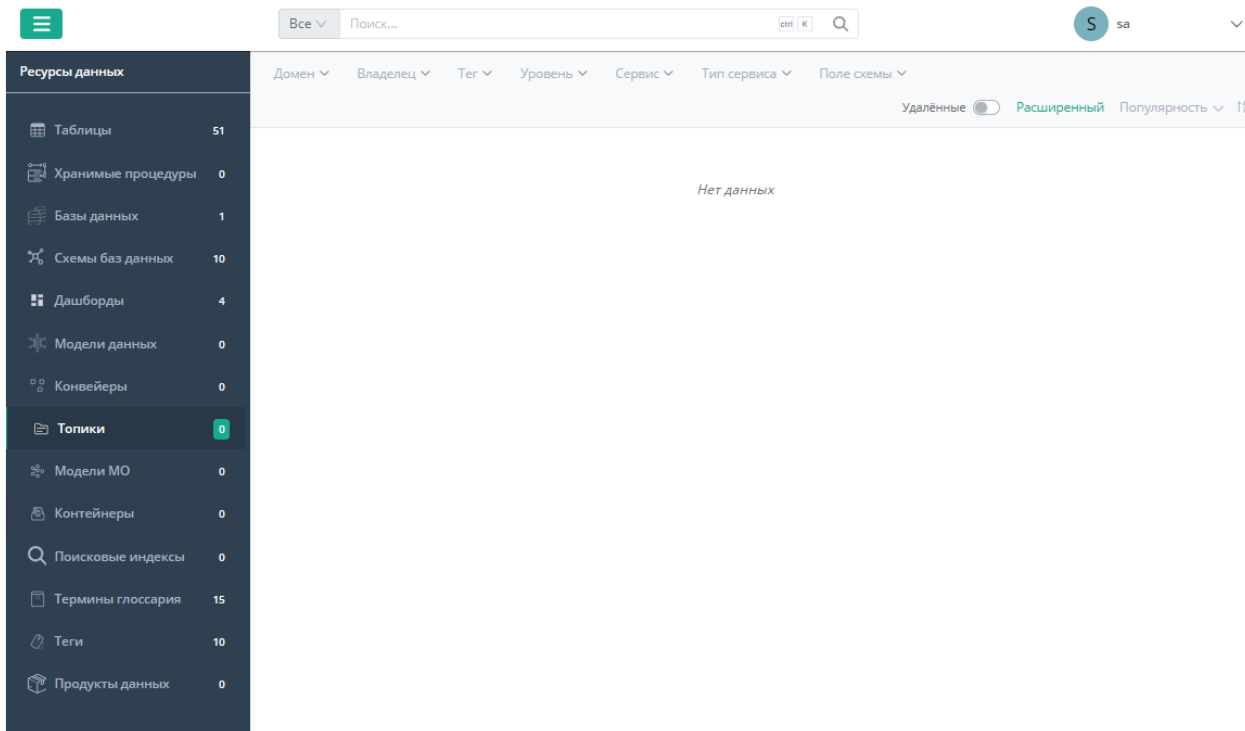 Все Поиск... ctrl K S sa
Ресурсы данных
Домен Владелец Тег Уровень Сервис Тип сервиса Поле схемы
Удалённые Расширенный Популярность
Таблицы 51
Хранимые процедуры 0
Нет данных
Базы данных 1
Схемы баз данных 10
Дашборды 4
Модели данных 0
Конвейеры 0
Топики 0
Модели МО 0
Контейнеры 0
Поисковые индексы 0
Термины глоссария 15
Теги 10
Продукты данных 0